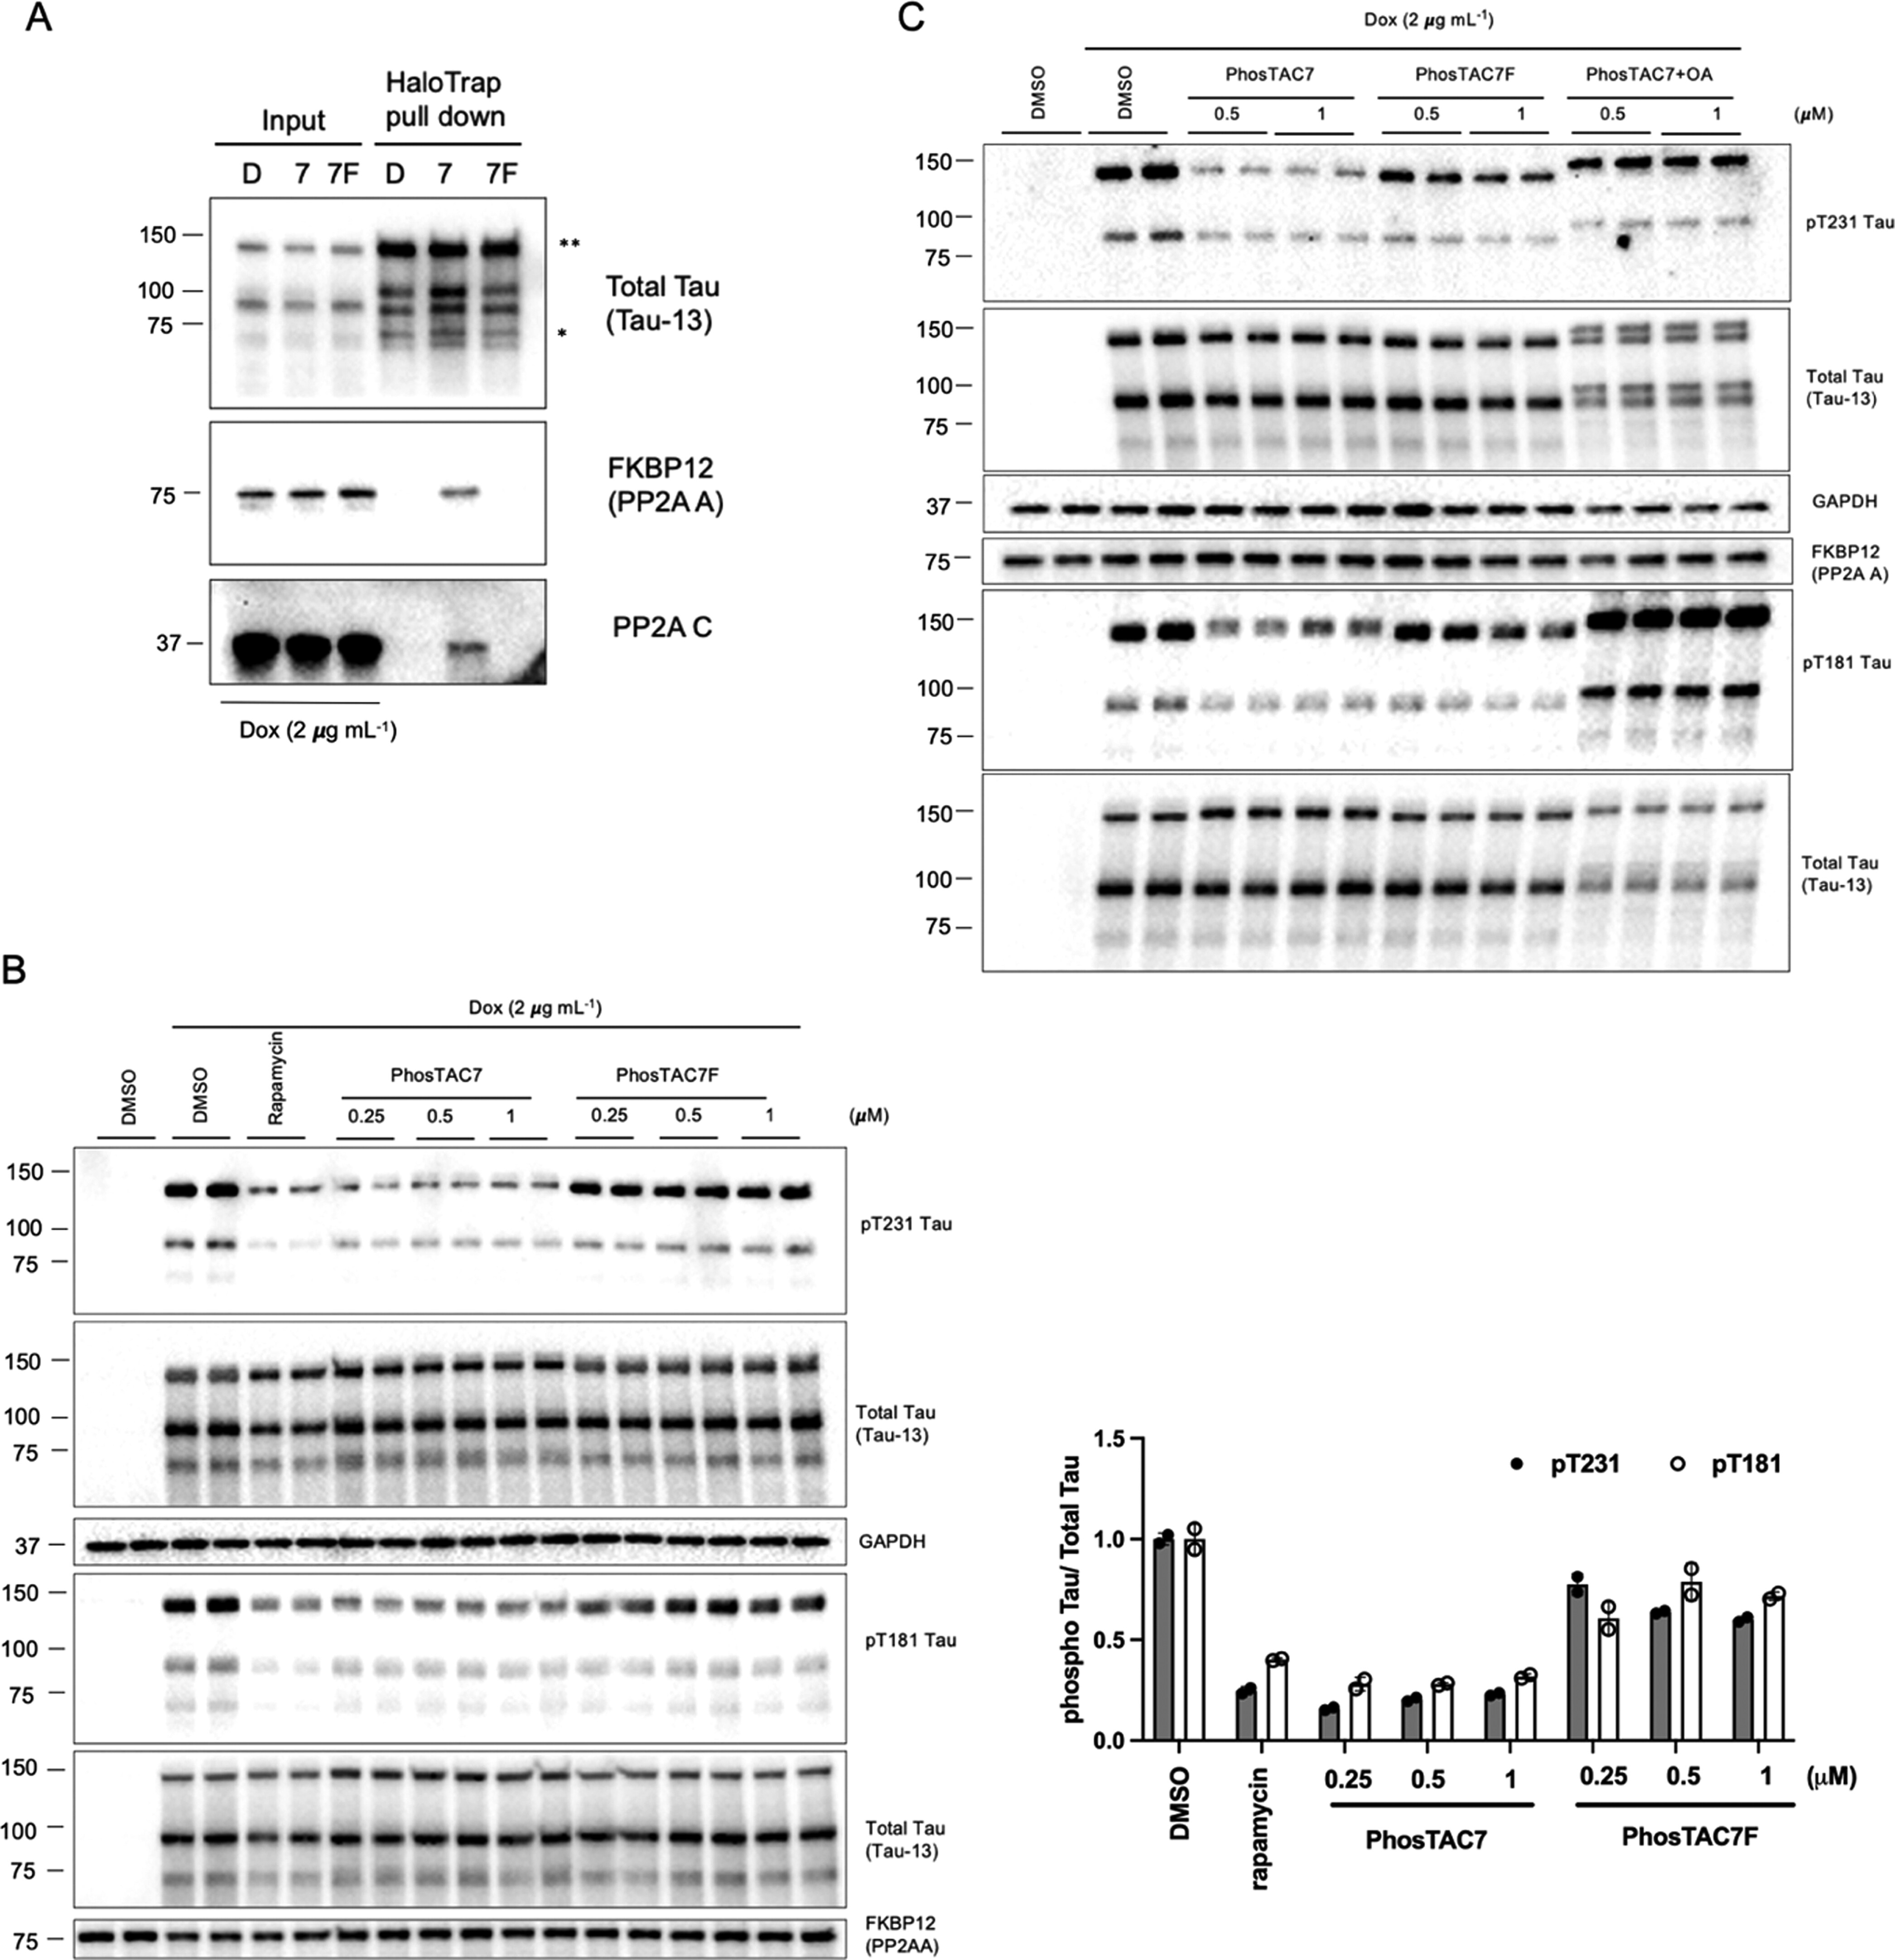 A
Input
HaloTrap
pull down
D 7 7F D 7 7F
150
100
75
**
*
Total Tau
(Tau-13)
75
FKBP12
(PP2A A)
37
PP2A C
Dox (2 μg mL-1)
C
Dox (2 μg mL-1)
DMSO
DMSO
PhosTAC7
PhosTAC7F
PhosTAC7+OA
0.5 1 0.5 1 0.5 1 (μM)
150
100
75
pT231 Tau
150
100
75
Total Tau
(Tau-13)
37
GAPDH
75
FKBP12
(PP2A A)
150
100
75
pT181 Tau
150
100
75
Total Tau
(Tau-13)
B
Dox (2 μg mL-1)
DMSO
DMSO
Rapamycin
PhosTAC7
PhosTAC7F
0.25 0.5 1 0.25 0.5 1 (μM)
150
100
75
pT231 Tau
150
100
75
Total Tau
(Tau-13)
37
GAPDH
150
100
75
pT181 Tau
150
100
75
Total Tau
(Tau-13)
75
FKBP12
(PP2AA)
phospho Tau/ Total Tau
1.5
1.0
0.5
0.0
pT231 pT181
DMSO
rapamycin
0.25 0.5 1 0.25 0.5 1 (μM)
PhosTAC7 PhosTAC7F